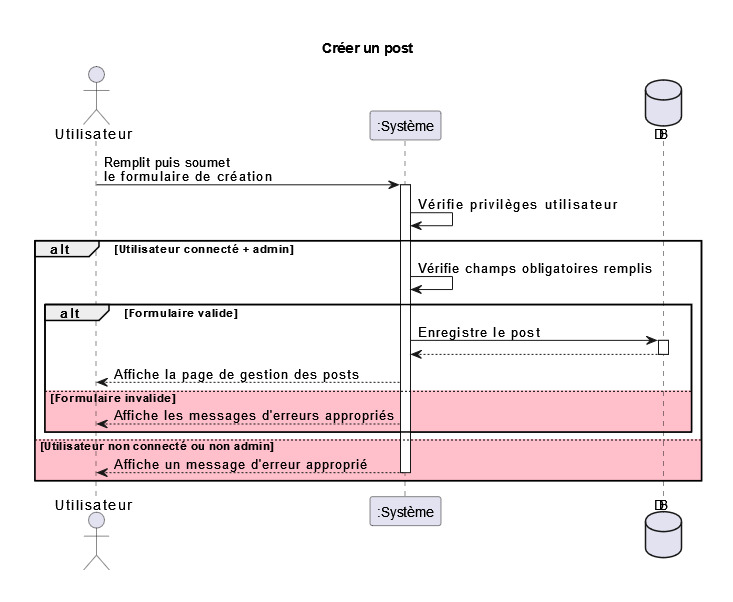 Créer un post
Utilisateur
:Système
Remplit puis soumet
le formulaire de création
Vérifie privilèges utilisateur
alt
[Utilisateur connecté + admin]
Vérifie champs obligatoires remplis
alt
[Formulaire valide]
Enregistre le post
Affiche la page de gestion des posts
[Formulaire invalide]
Affiche les messages d'erreurs appropriés
[Utilisateur non connecté ou non admin]
Affiche un message d'erreur approprié
Utilisateur
:Système